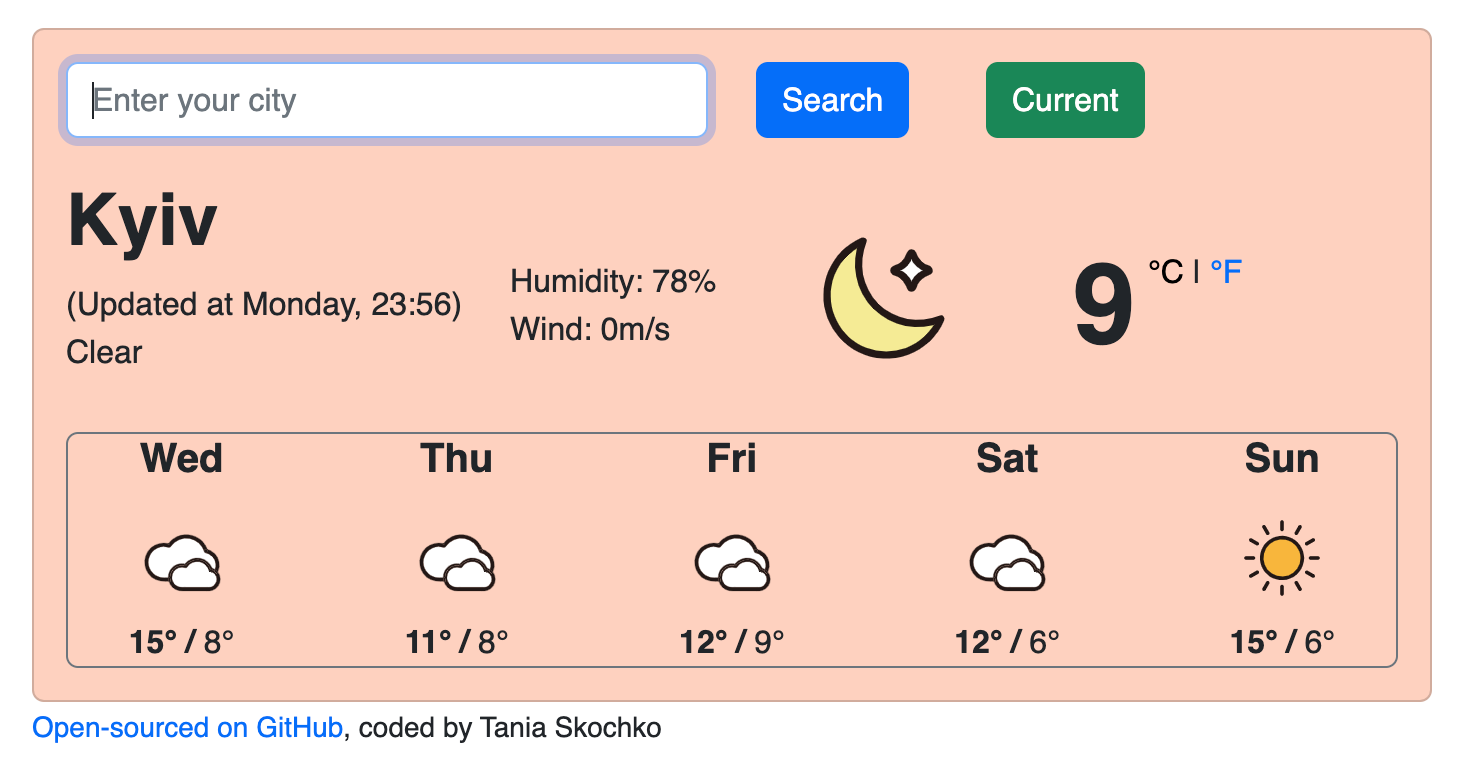 Enter your city
Search
Current
Kyiv
(Updated at Monday, 23:56)
Clear
Humidity: 78%
Wind: 0m/s
9 °C | °F
Wed Thu Fri Sat Sun
15° / 8° 11° / 8° 12° / 9° 12° / 6° 15° / 6°
Open-sourced on GitHub, coded by Tania Skochko